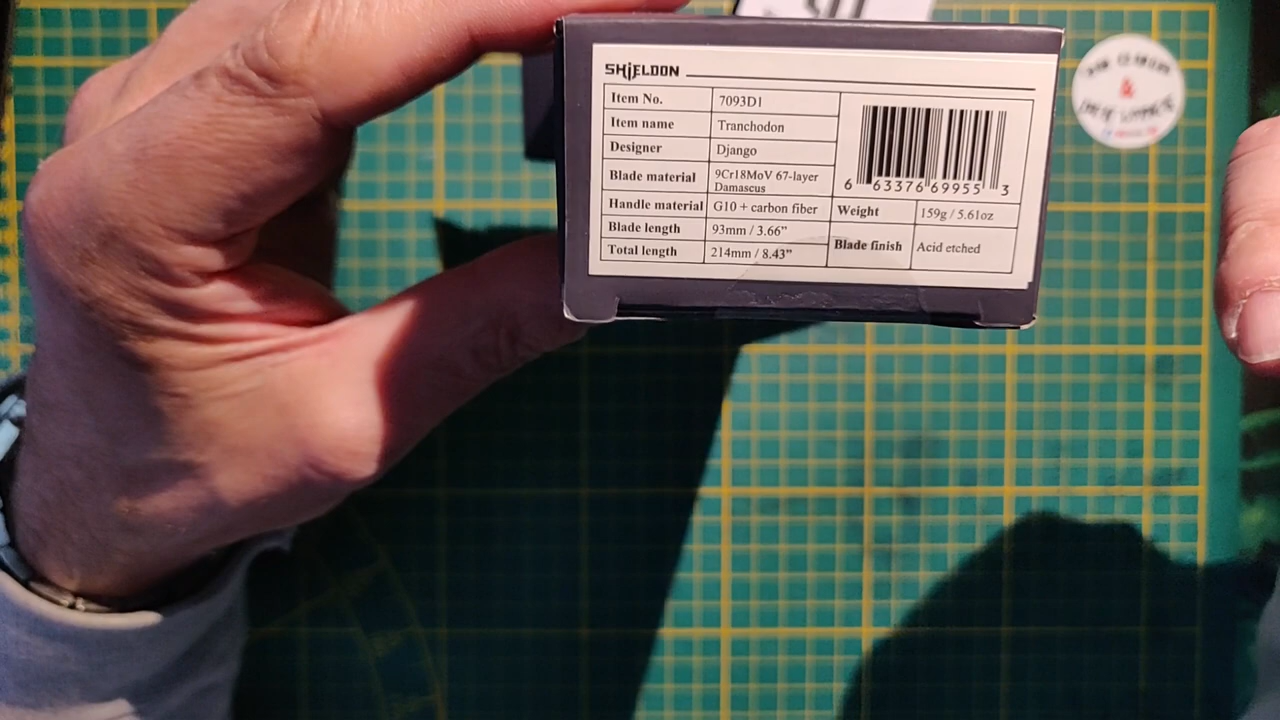 SHIELDON
Item No. 7093D1
Item name Tranchodon
Designer Django
Blade material 9Cr18MoV 67-layer
Damascus
Handle material G10 + carbon fiber
Blade length 93mm / 3.66”
Total length 214mm / 8.43”
6 63376 69955 3
Weight 159g / 5.61oz
Blade finish Acid etched
&